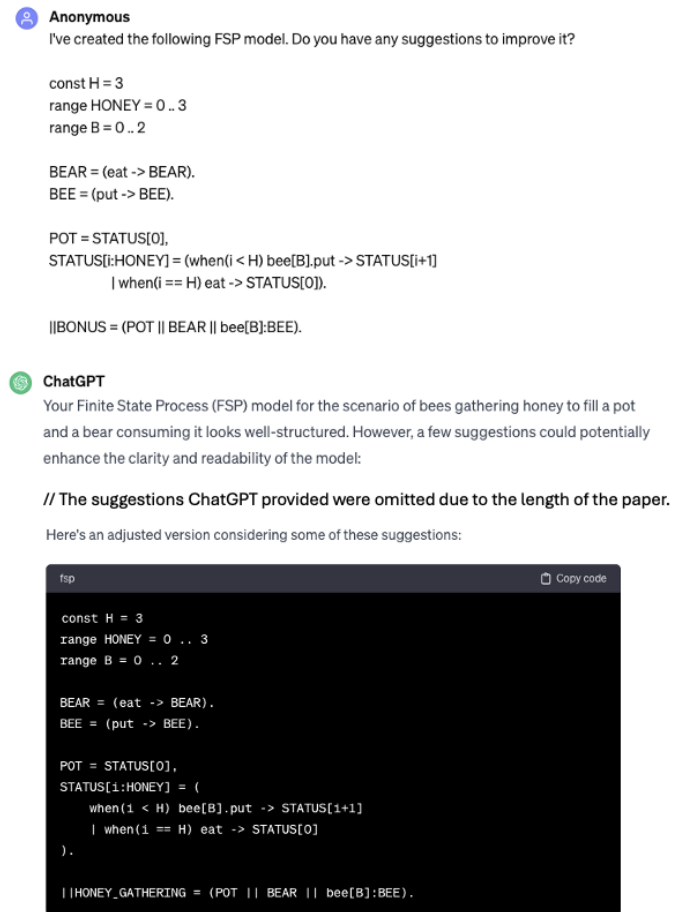 Anonymous
I've created the following FSP model. Do you have any suggestions to improve it?
const H = 3
range HONEY = 0 .. 3
range B = 0 .. 2
BEAR = (eat -> BEAR).
BEE = (put -> BEE).
POT = STATUS[0],
STATUS[i:HONEY] = (when(i < H) bee[B].put -> STATUS[i+1]
| when(i == H) eat -> STATUS[0]).
||BONUS = (POT || BEAR || bee[B]:BEE).
ChatGPT
Your Finite State Process (FSP) model for the scenario of bees gathering honey to fill a pot
and a bear consuming it looks well-structured. However, a few suggestions could potentially
enhance the clarity and readability of the model:
// The suggestions ChatGPT provided were omitted due to the length of the paper.
Here's an adjusted version considering some of these suggestions:
fsp Copy code
const H = 3
range HONEY = 0 .. 3
range B = 0 .. 2
BEAR = (eat -> BEAR).
BEE = (put -> BEE).
POT = STATUS[0],
STATUS[i:HONEY] = (
when(i < H) bee[B].put -> STATUS[i+1]
| when(i == H) eat -> STATUS[0]
).
||HONEY_GATHERING = (POT || BEAR || bee[B]:BEE).